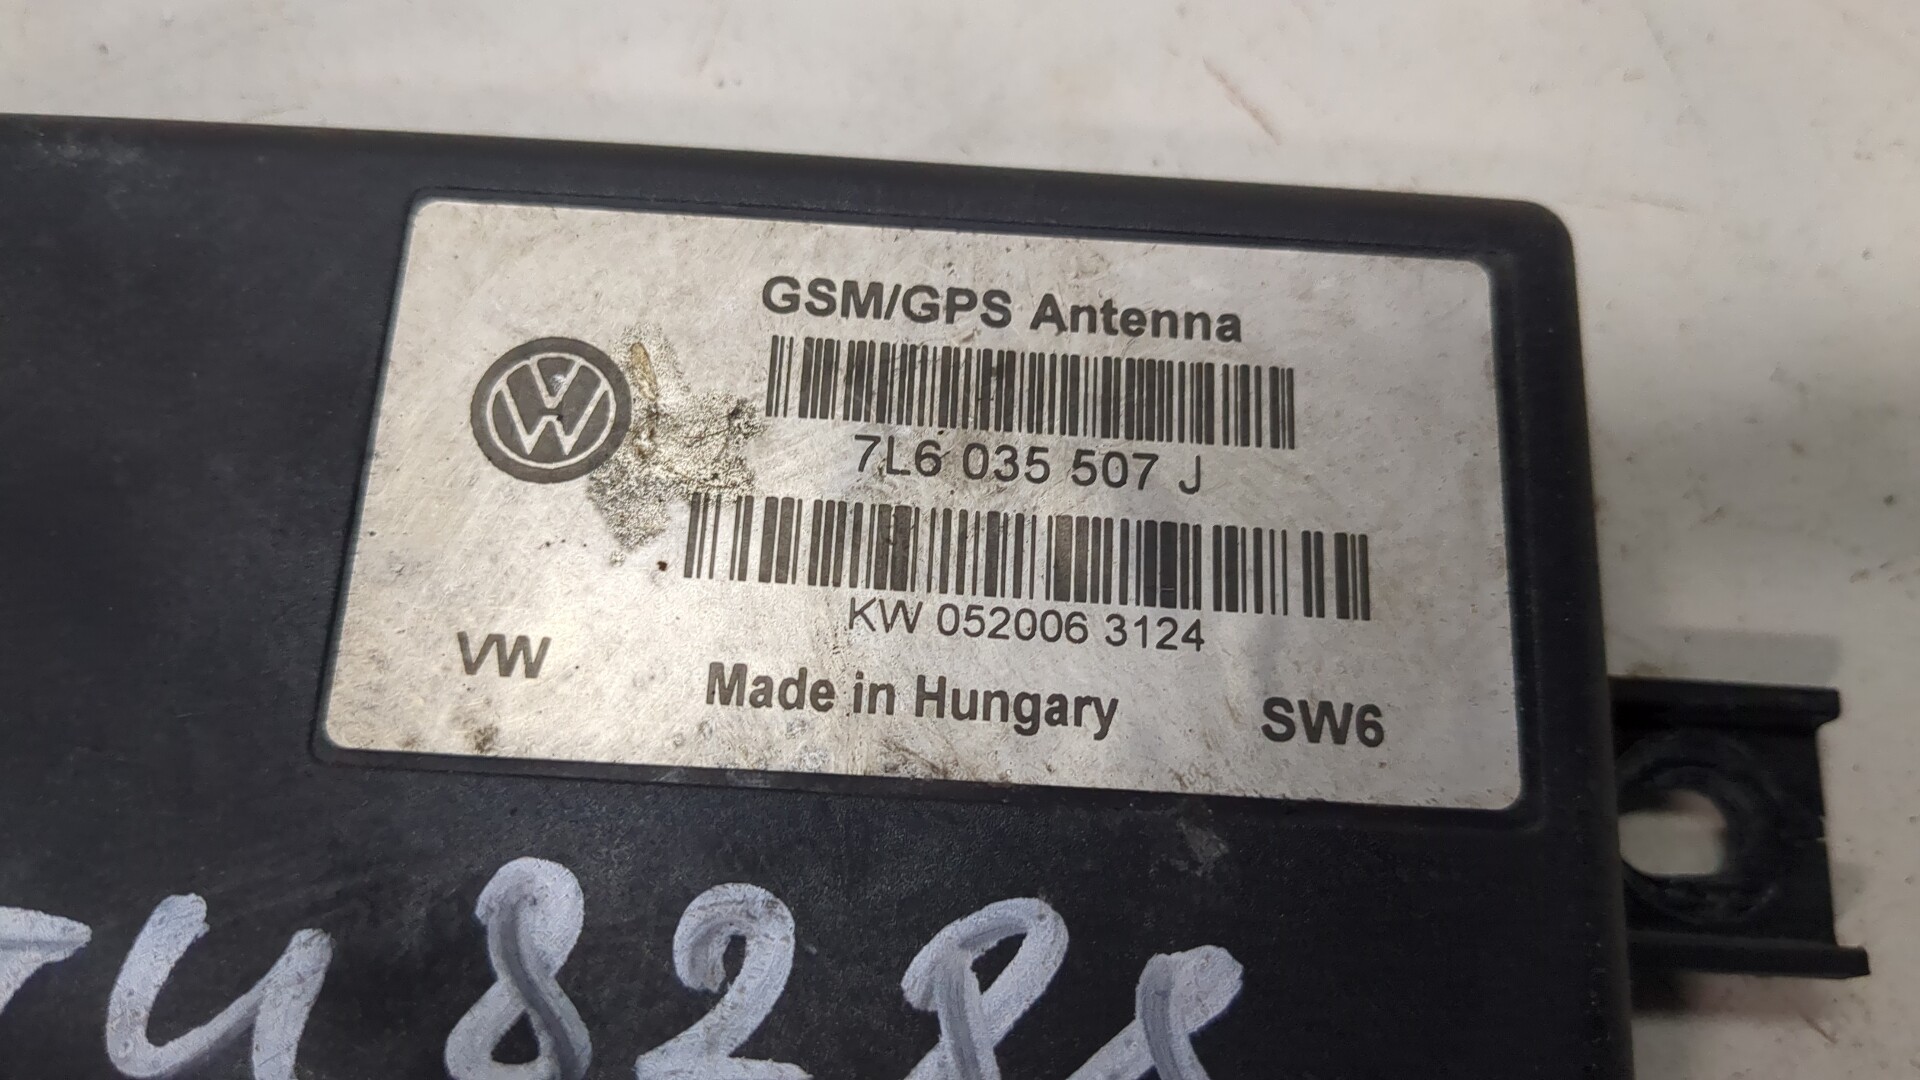 GSM/GPS Antenna
7L6 035 507 J
KW 052006 3124
VW
Made in Hungary
SW6